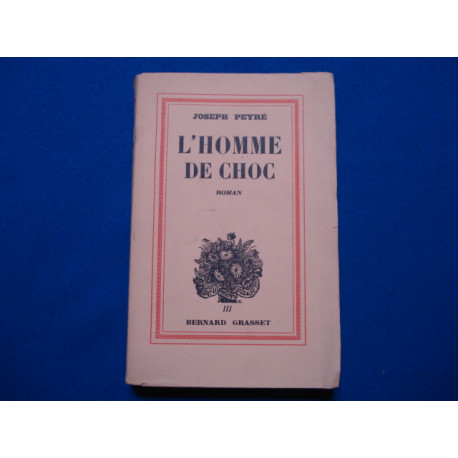 JOSEPH PEYRÉ
L'HOMME
DE CHOC
ROMAN
III
BERNARD GRASSET